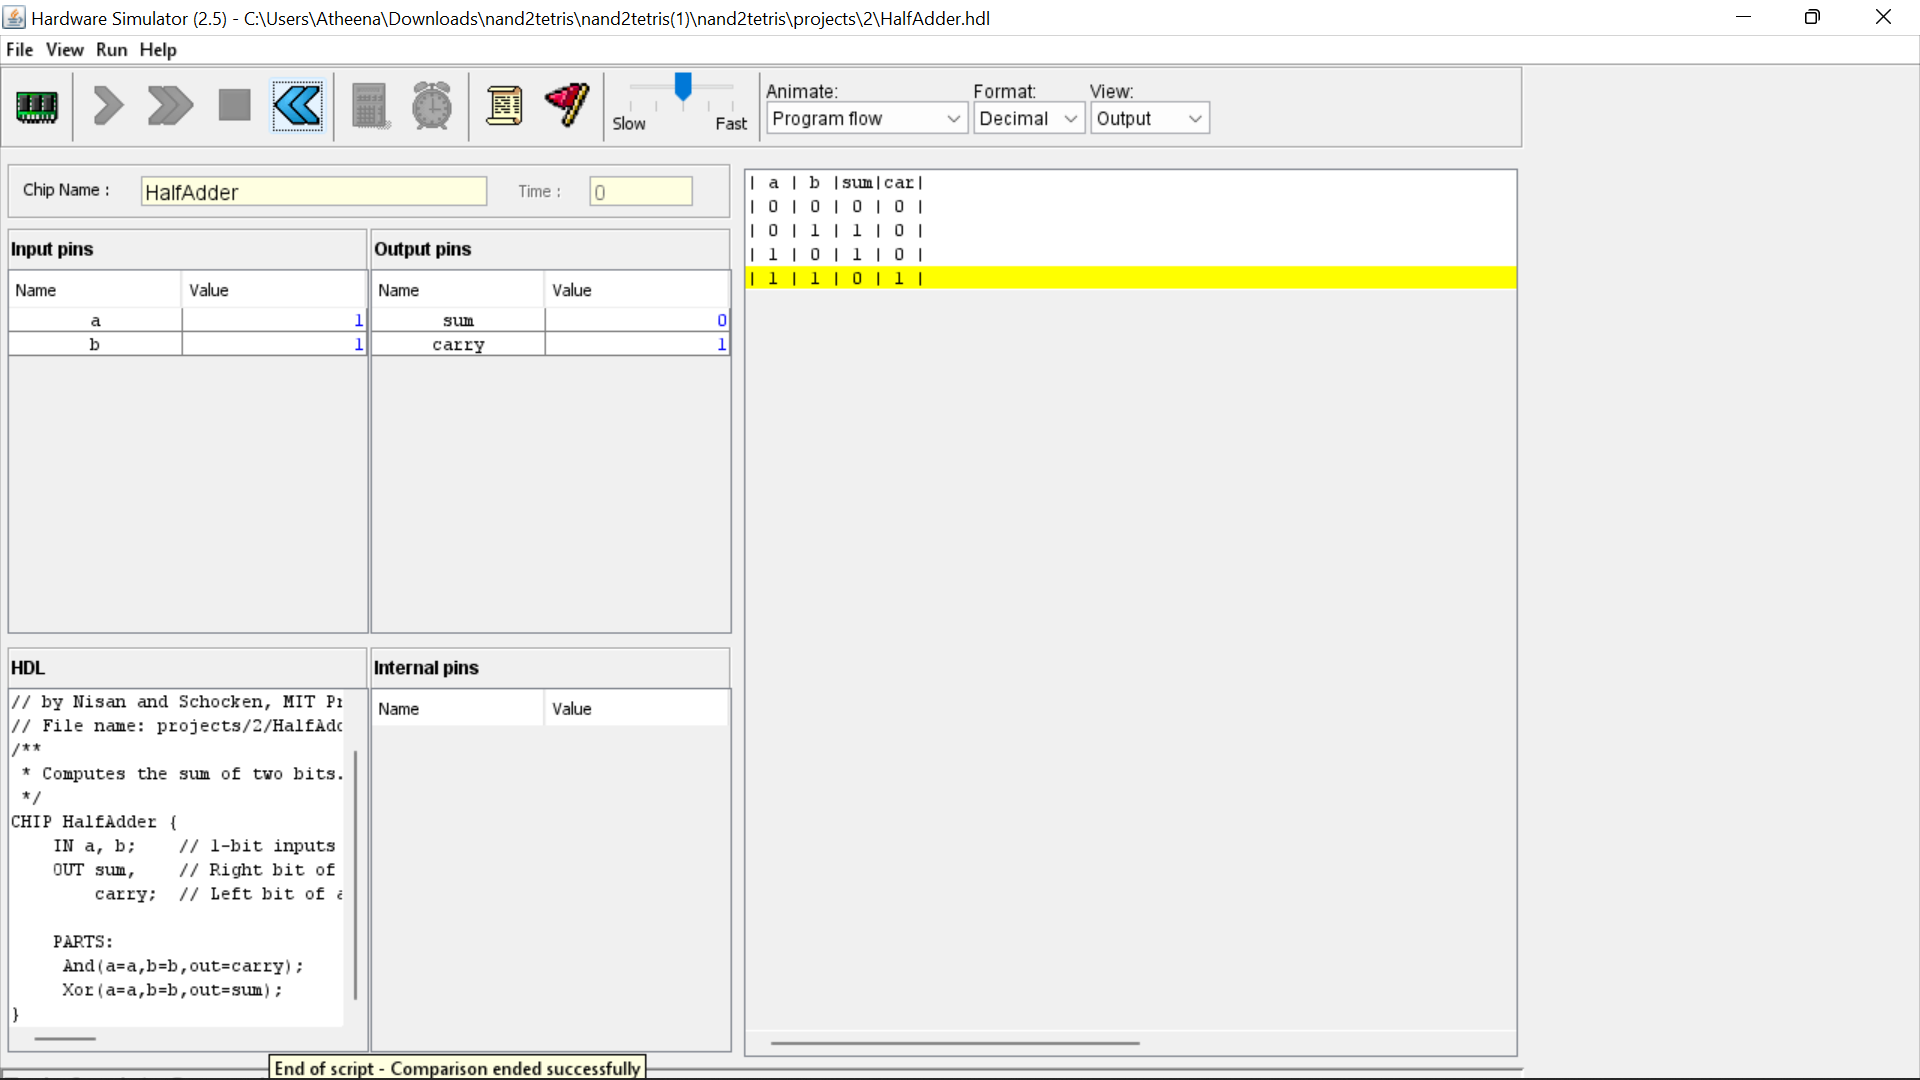 Hardware Simulator (2.5) - C:\Users\Atheena\Downloads\nand2tetris\nand2tetris(1)\nand2tetris\projects\2\HalfAdder.hdl
File View Run Help
Slow Fast
Animate: Format: View:
Program flow Decimal Output
Chip Name : HalfAdder Time : 0
Input pins
Name Value
a 1
b 1
Output pins
Name Value
sum 0
carry 1
| a | b |sum|car|
| 0 | 0 | 0 | 0 |
| 0 | 1 | 1 | 0 |
| 1 | 0 | 1 | 0 |
| 1 | 1 | 0 | 1 |
HDL
// by Nisan and Schocken, MIT Pr
// File name: projects/2/HalfAdd
/**
* Computes the sum of two bits.
*/
CHIP HalfAdder {
IN a, b; // 1-bit inputs
OUT sum, // Right bit of
carry; // Left bit of a
PARTS:
And(a=a,b=b,out=carry);
Xor(a=a,b=b,out=sum);
}
Internal pins
Name Value
End of script - Comparison ended successfully